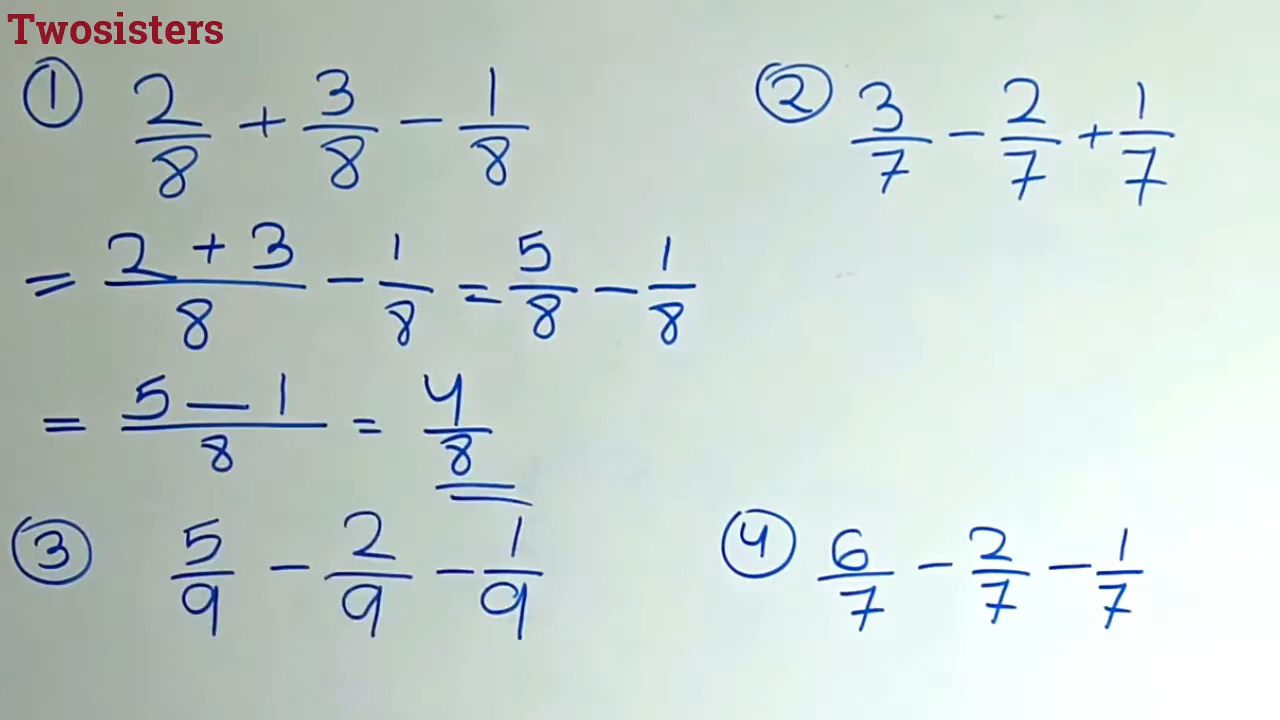 Twosisters
① 2/8 + 3/8 - 1/8
② 3/7 - 2/7 + 1/7
= 2 + 3/8 - 1/8 = 5/8 - 1/8
= 5 - 1/8 = 4/8
③ 5/9 - 2/9 - 1/9
④ 6/7 - 2/7 - 1/7